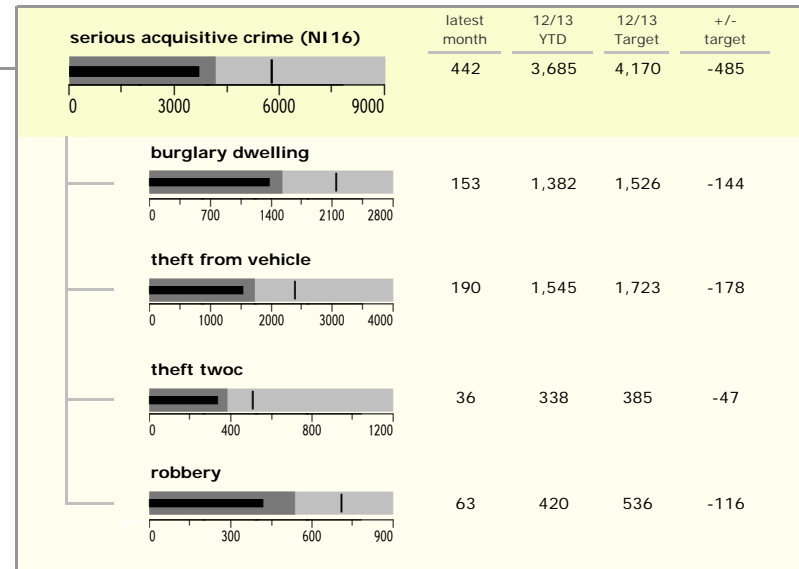 latest 12/13 12/13 +/-
serious acquisitive crime (NI16) month YTD Target target
442 3,685 4,170 -485
0 3000 6000 9000
burglary dwelling
153 1,382 1,526 -144
0 700 1400 2100 2800
theft from vehicle
190 1,545 1,723 -178
0 1000 2000 3000 4000
theft twoc
36 338 385 -47
0 400 800 1200
robbery
63 420 536 -116
0 300 600 900